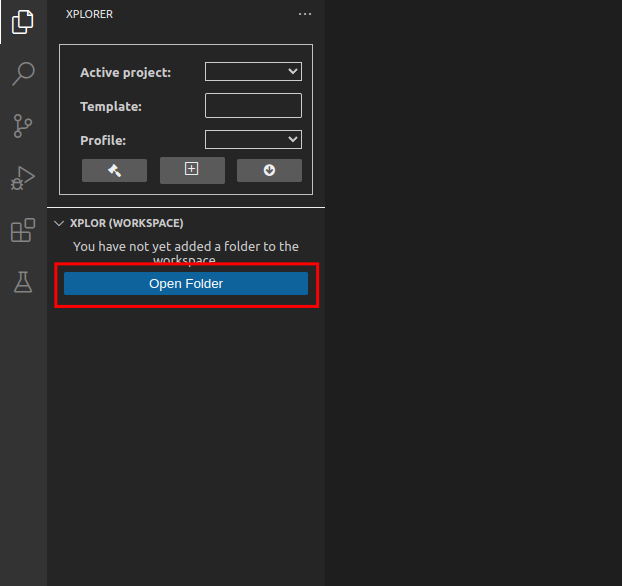 XPLORER
Active project:
Template:
Profile:
XPLOR (WORKSPACE)
You have not yet added a folder to the
workspace
Open Folder